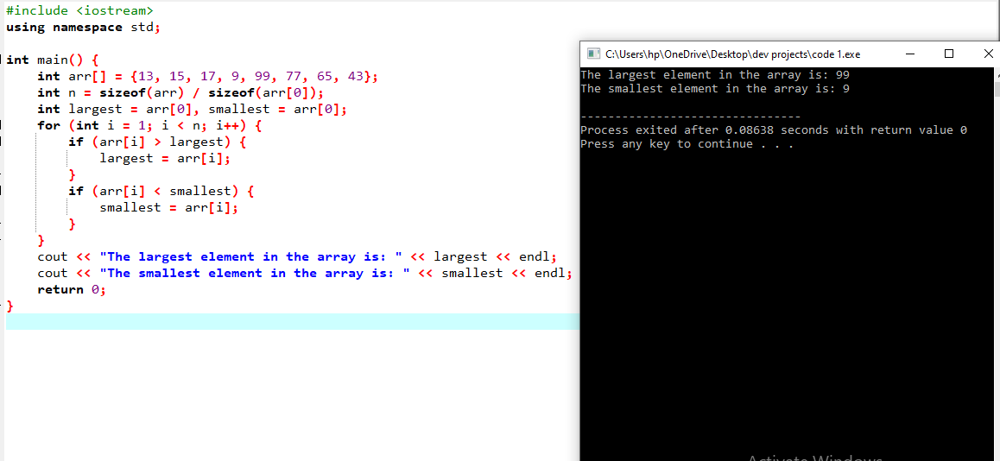 #include <iostream>
using namespace std;
int main() {
    int arr[] = {13, 15, 17, 9, 99, 77, 65, 43};
    int n = sizeof(arr) / sizeof(arr[0]);
    int largest = arr[0], smallest = arr[0];
    for (int i = 1; i < n; i++) {
        if (arr[i] > largest) {
            largest = arr[i];
        }
        if (arr[i] < smallest) {
            smallest = arr[i];
        }
    }
    cout << "The largest element in the array is: " << largest << endl;
    cout << "The smallest element in the array is: " << smallest << endl;
    return 0;
}
C:\Users\hp\OneDrive\Desktop\dev projects\code 1.exe
The largest element in the array is: 99
The smallest element in the array is: 9
--------------------------------
Process exited after 0.08638 seconds with return value 0
Press any key to continue . . .
Activate Windows